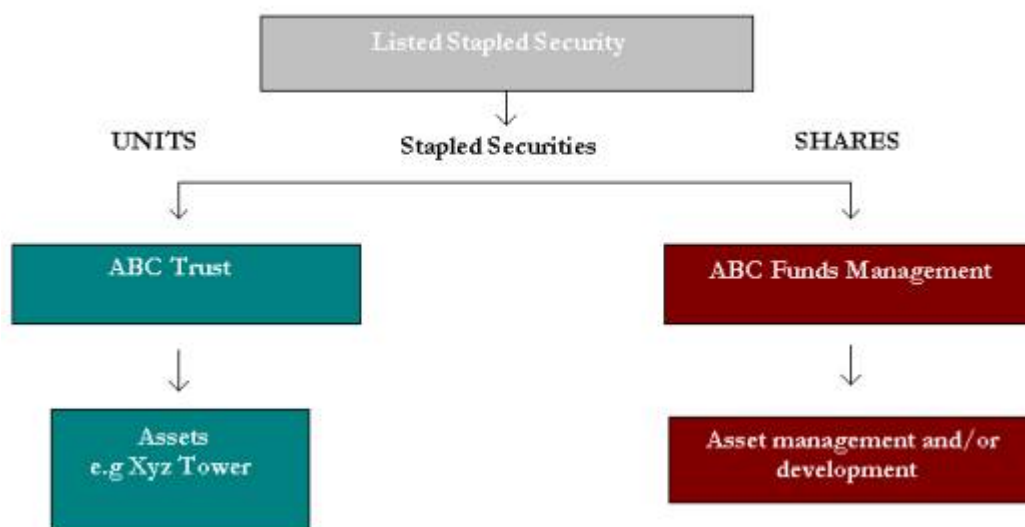 Listed Stapled Security
UNITS
Stapled Securities
SHARES
ABC Trust
ABC Funds Management
Assets
e.g Xyz Tower
Asset management and/or
development